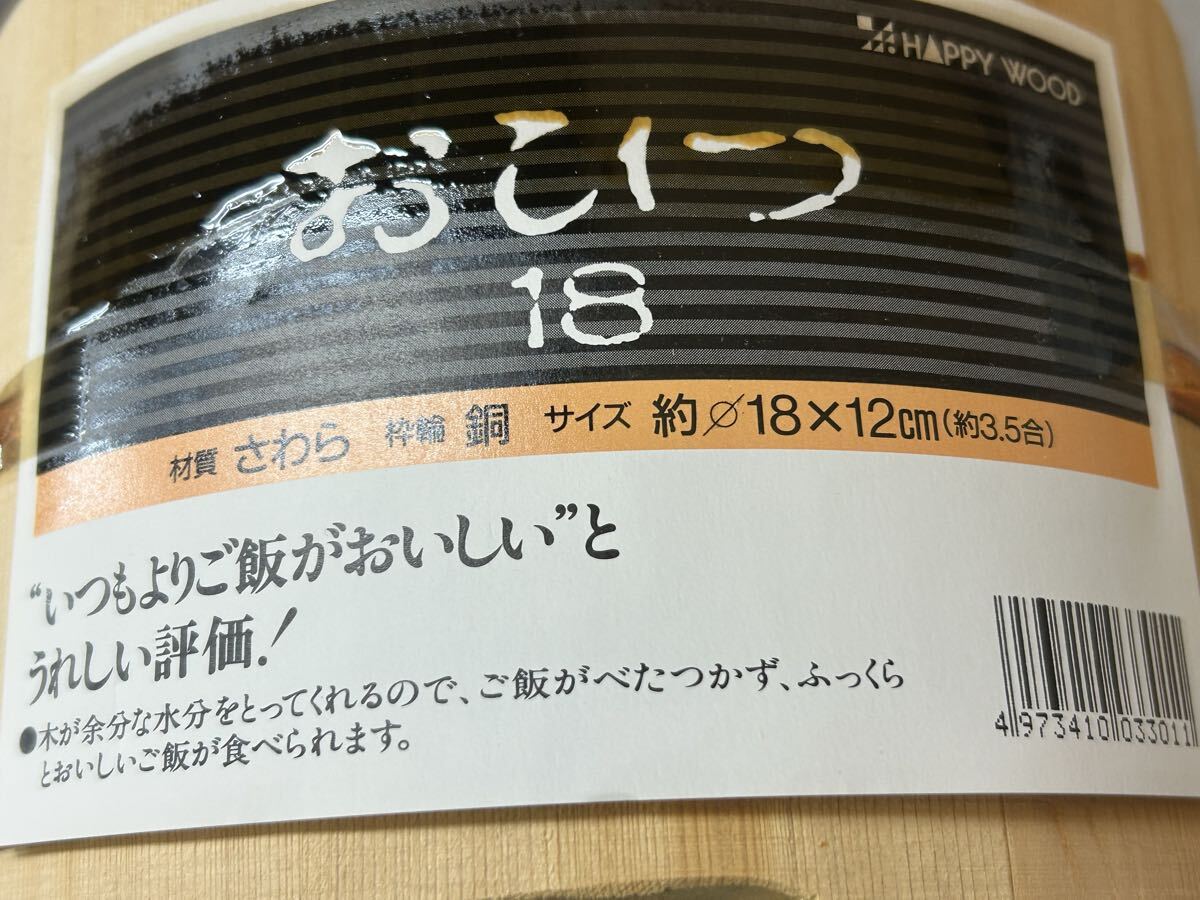 HAPPY WOOD
おひつ
18
材質 さわら 枠輪 銅 サイズ 約⌀18×12cm(約3.5合)
“いつもよりご飯がおいしい”と
うれしい評価!
●木が余分な水分をとってくれるので、ご飯がべたつかず、ふっくら
とおいしいご飯が食べられます。
4 973410 033011